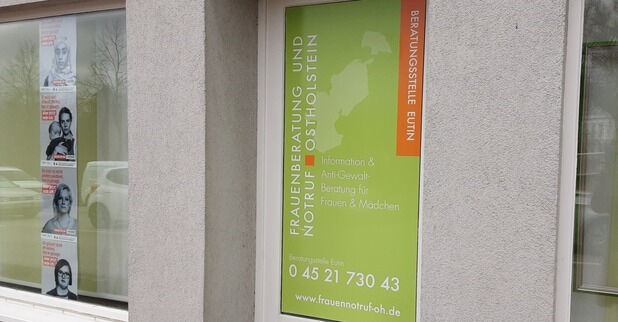 FRAUENBERATUNG UND
NOTRUF OSTHOLSTEIN
BERATUNGSSTELLE EUTIN
Information &
Anti-Gewalt-
Beratung für
Frauen & Mädchen
Beratungsstelle Eutin
0 45 21 730 43
www.frauennotruf-oh.de